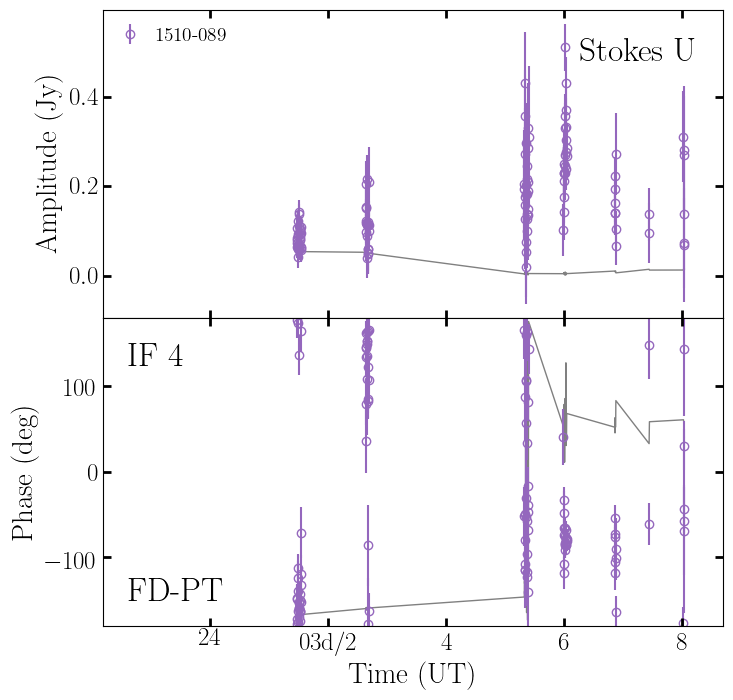 1510-089
Stokes U
Amplitude (Jy)
0.4
0.2
0.0
IF 4
Phase (deg)
100
0
−100
FD-PT
24
03d/2
4
6
8
Time (UT)